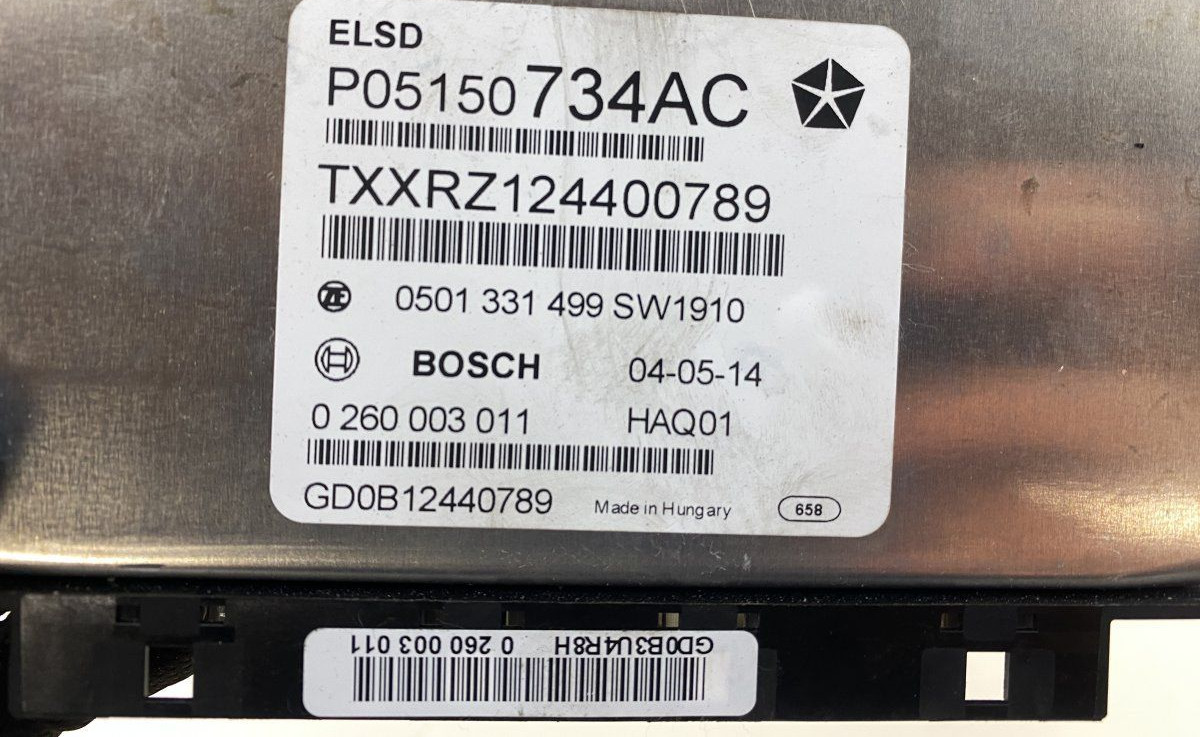 ELSD
P05150734AC
TXXRZ124400789
ZF 0501 331 499 SW1910
BOSCH 04-05-14
0 260 003 011 HAQ01
GD0B12440789 Made in Hungary 658
GD0B3U4R8H 0 260 003 011